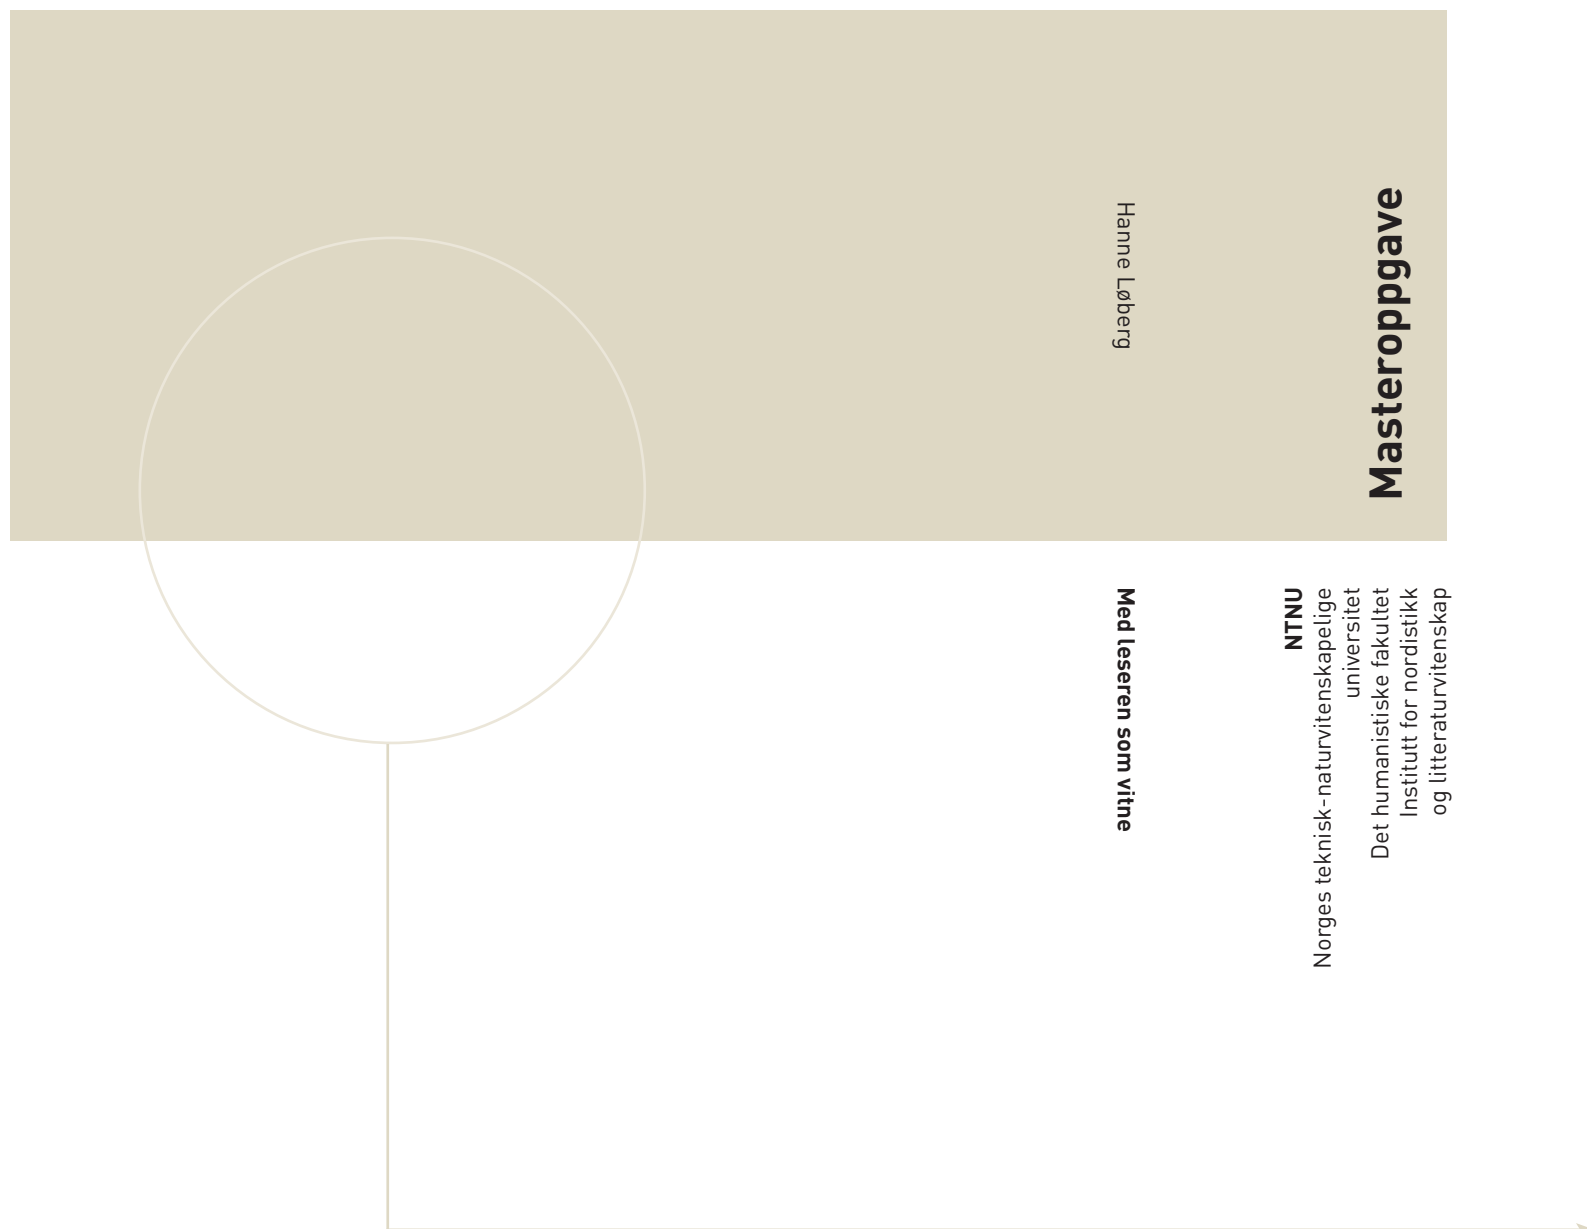 Masteroppgave
NTNU
Norges teknisk-naturvitenskapelige
universitet
Det humanistiske fakultet
Institutt for nordistikk
og litteraturvitenskap
Hanne Løberg
Med leseren som vitne